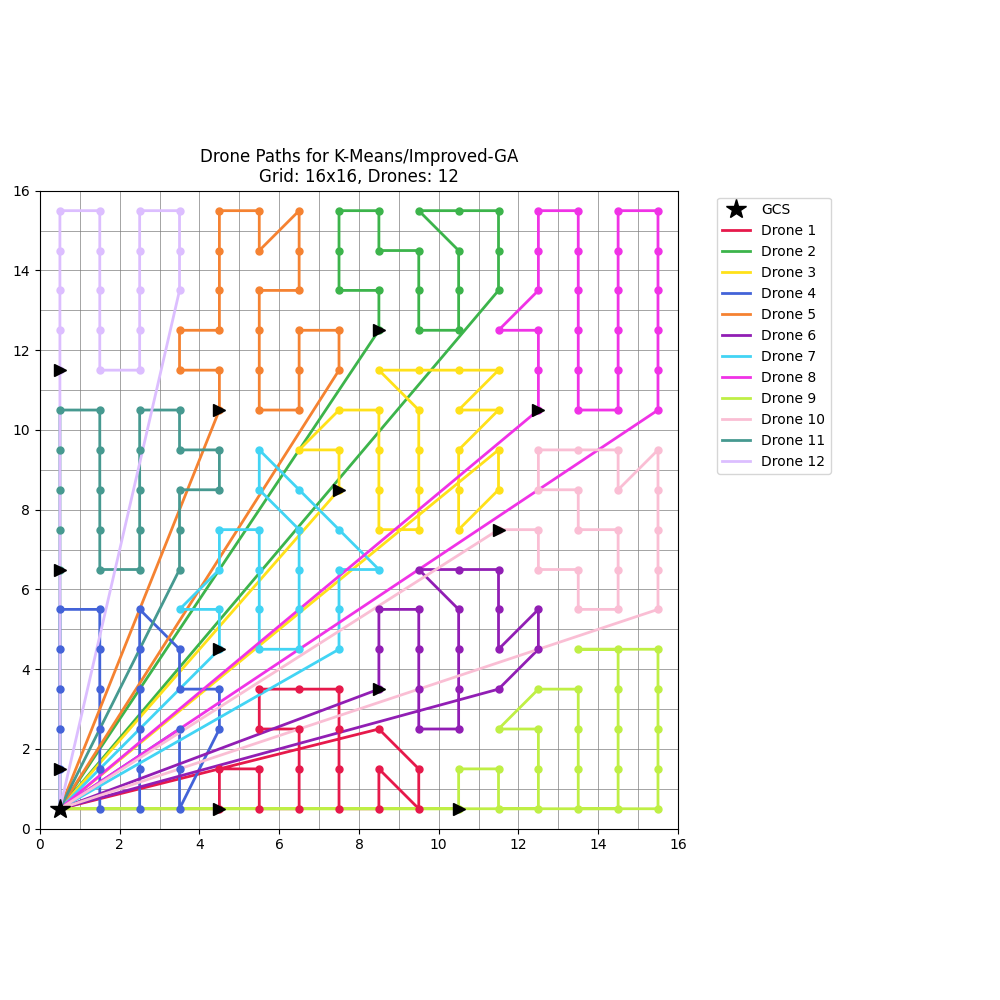 Drone Paths for K-Means/Improved-GA
Grid: 16x16, Drones: 12
16
14
12
10
8
6
4
2
0
0 2 4 6 8 10 12 14 16
GCS
Drone 1
Drone 2
Drone 3
Drone 4
Drone 5
Drone 6
Drone 7
Drone 8
Drone 9
Drone 10
Drone 11
Drone 12